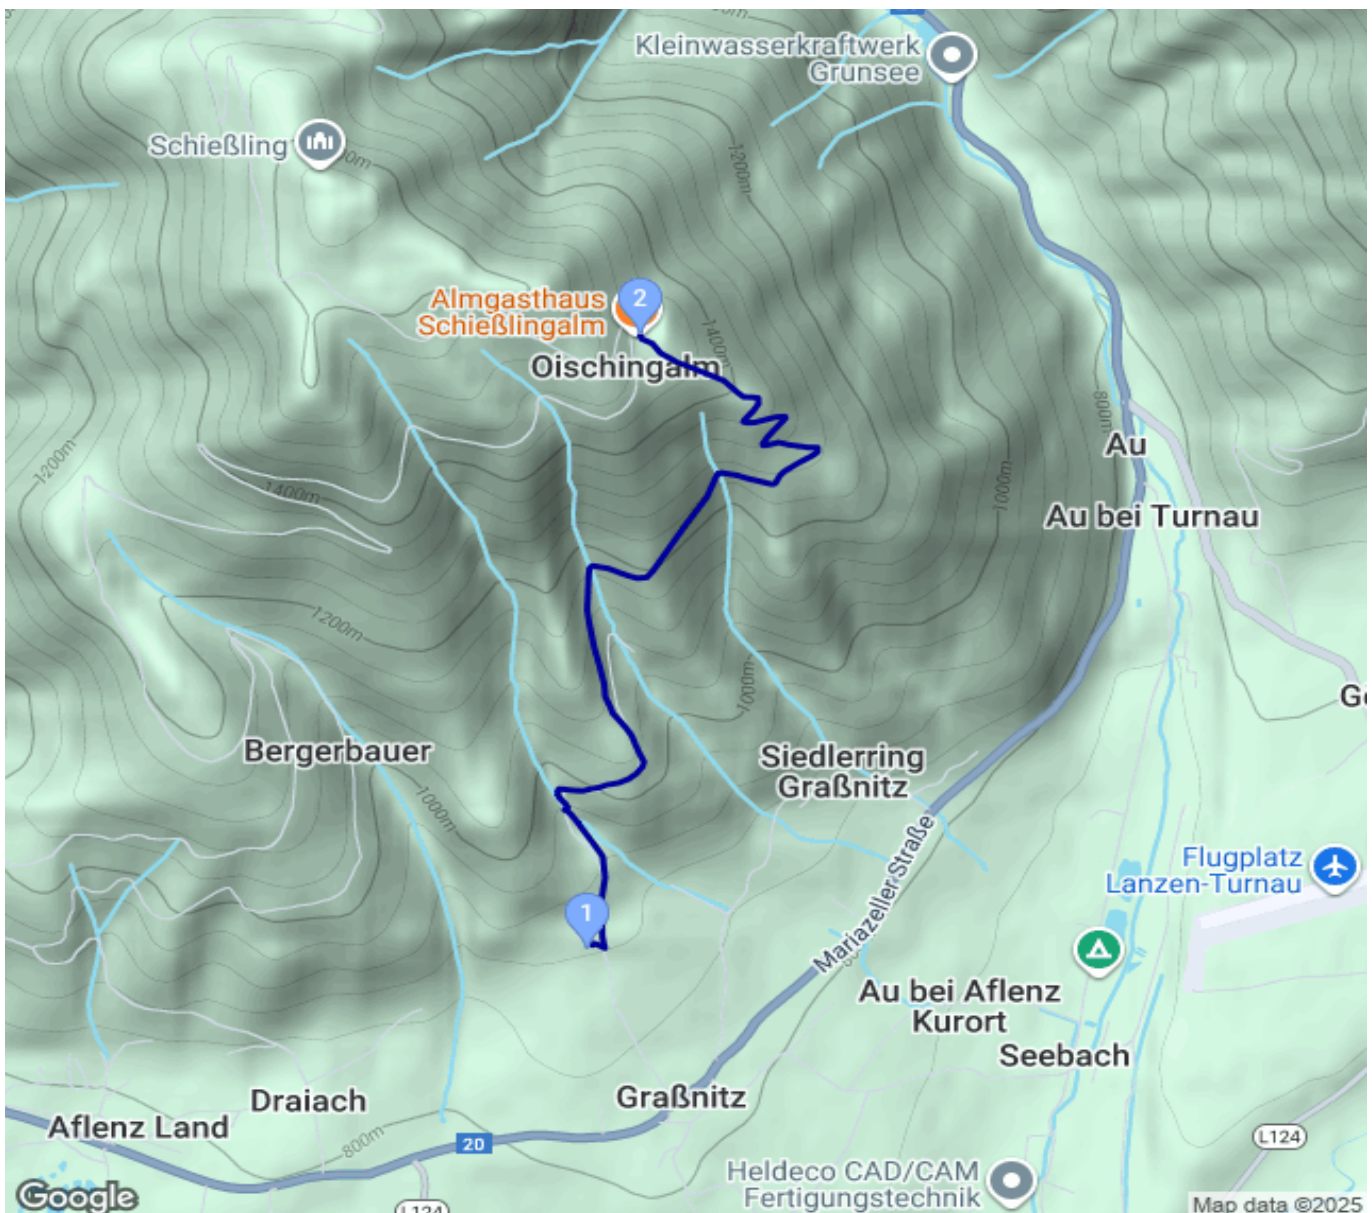 Kleinwasserkraftwerk
Grunsee
Schießling
1200m
Almgasthaus
Schießlingalm
2
1400m
Oischingalm
800m
Au
1200m
1400m
1000m
Au bei Turnau
1200m
1000m
Bergerbauer
Siedlerring
Graßnitz
1000m
Mariazeller Straße
Flugplatz
Lanzen-Turnau
1
Au bei Aflenz
Kurort
Seebach
Draiach
Graßnitz
Aflenz Land
800m
20
L124
Heldeco CAD/CAM
Fertigungstechnik
Google
L124
Map data ©2025